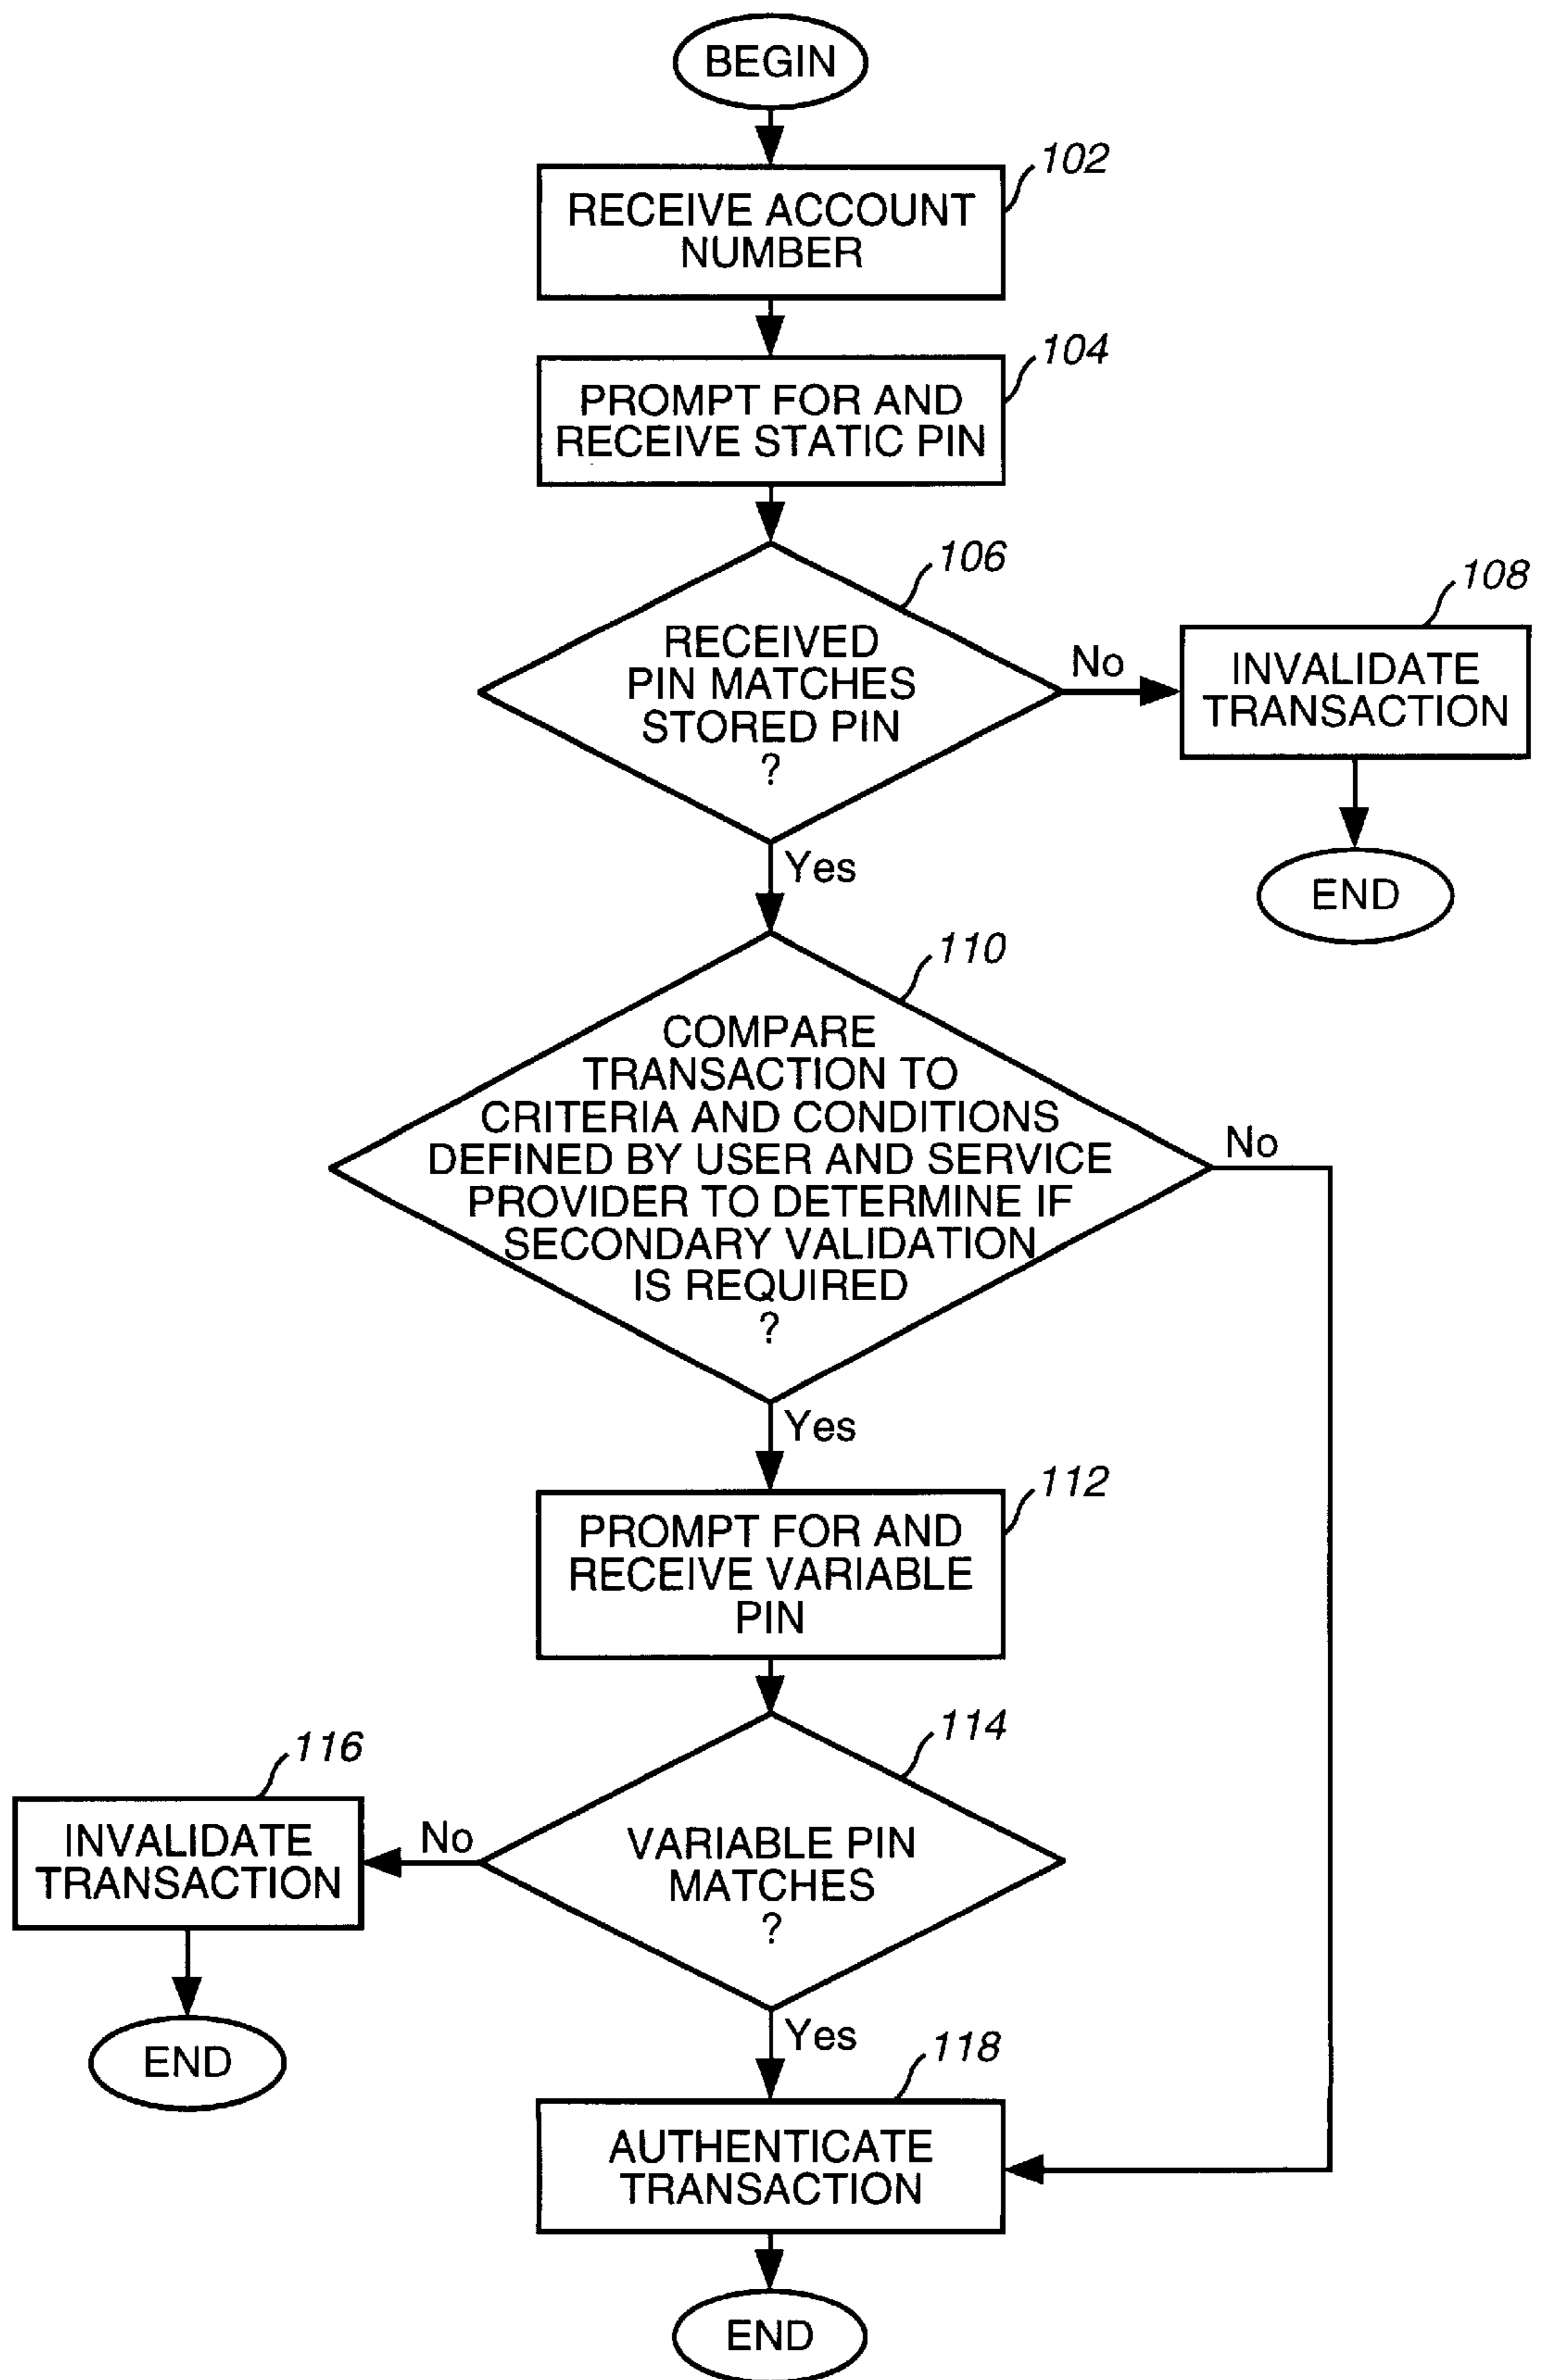 BEGIN
102
RECEIVE ACCOUNT
NUMBER
104
PROMPT FOR AND
RECEIVE STATIC PIN
106
RECEIVED
PIN MATCHES
STORED PIN
?
No
108
INVALIDATE
TRANSACTION
END
Yes
110
COMPARE
TRANSACTION TO
CRITERIA AND CONDITIONS
DEFINED BY USER AND SERVICE
PROVIDER TO DETERMINE IF
SECONDARY VALIDATION
IS REQUIRED
?
No
Yes
112
PROMPT FOR AND
RECEIVE VARIABLE
PIN
114
VARIABLE PIN
MATCHES
?
No
116
INVALIDATE
TRANSACTION
END
Yes
118
AUTHENTICATE
TRANSACTION
END